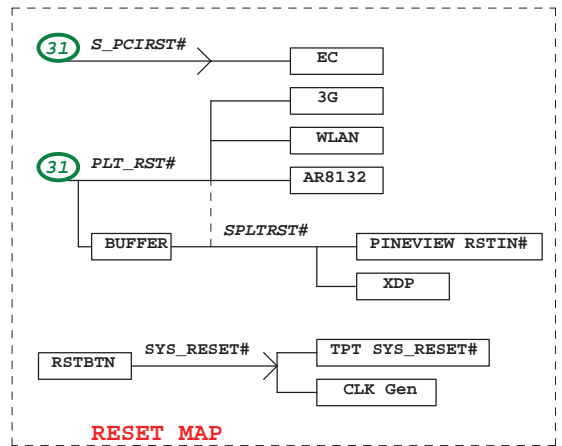 31 S_PCIRST#
EC
3G
WLAN
31 PLT_RST#
AR8132
SPLTRST#
BUFFER
PINEVIEW RSTIN#
XDP
SYS_RESET#
TPT SYS_RESET#
RSTBTN
CLK Gen
RESET MAP